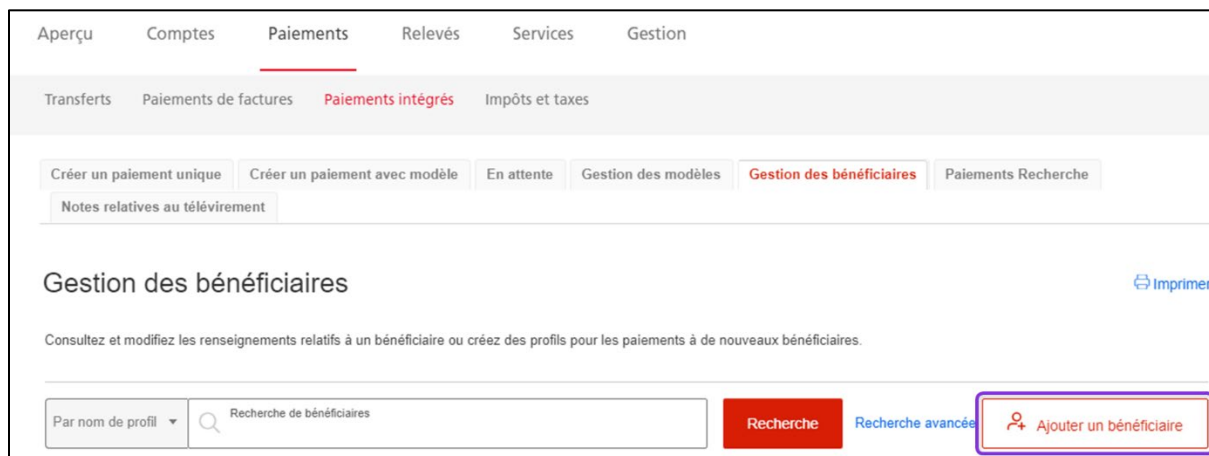 Aperçu Comptes Paiements Relevés Services Gestion
Transferts Paiements de factures Paiements intégrés Impôts et taxes
Créer un paiement unique Créer un paiement avec modèle En attente Gestion des modèles Gestion des bénéficiaires Paiements Recherche
Notes relatives au télévirement
Gestion des bénéficiaires Imprimer
Consultez et modifiez les renseignements relatifs à un bénéficiaire ou créez des profils pour les paiements à de nouveaux bénéficiaires.
Par nom de profil Recherche de bénéficiaires Recherche Recherche avancée Ajouter un bénéficiaire